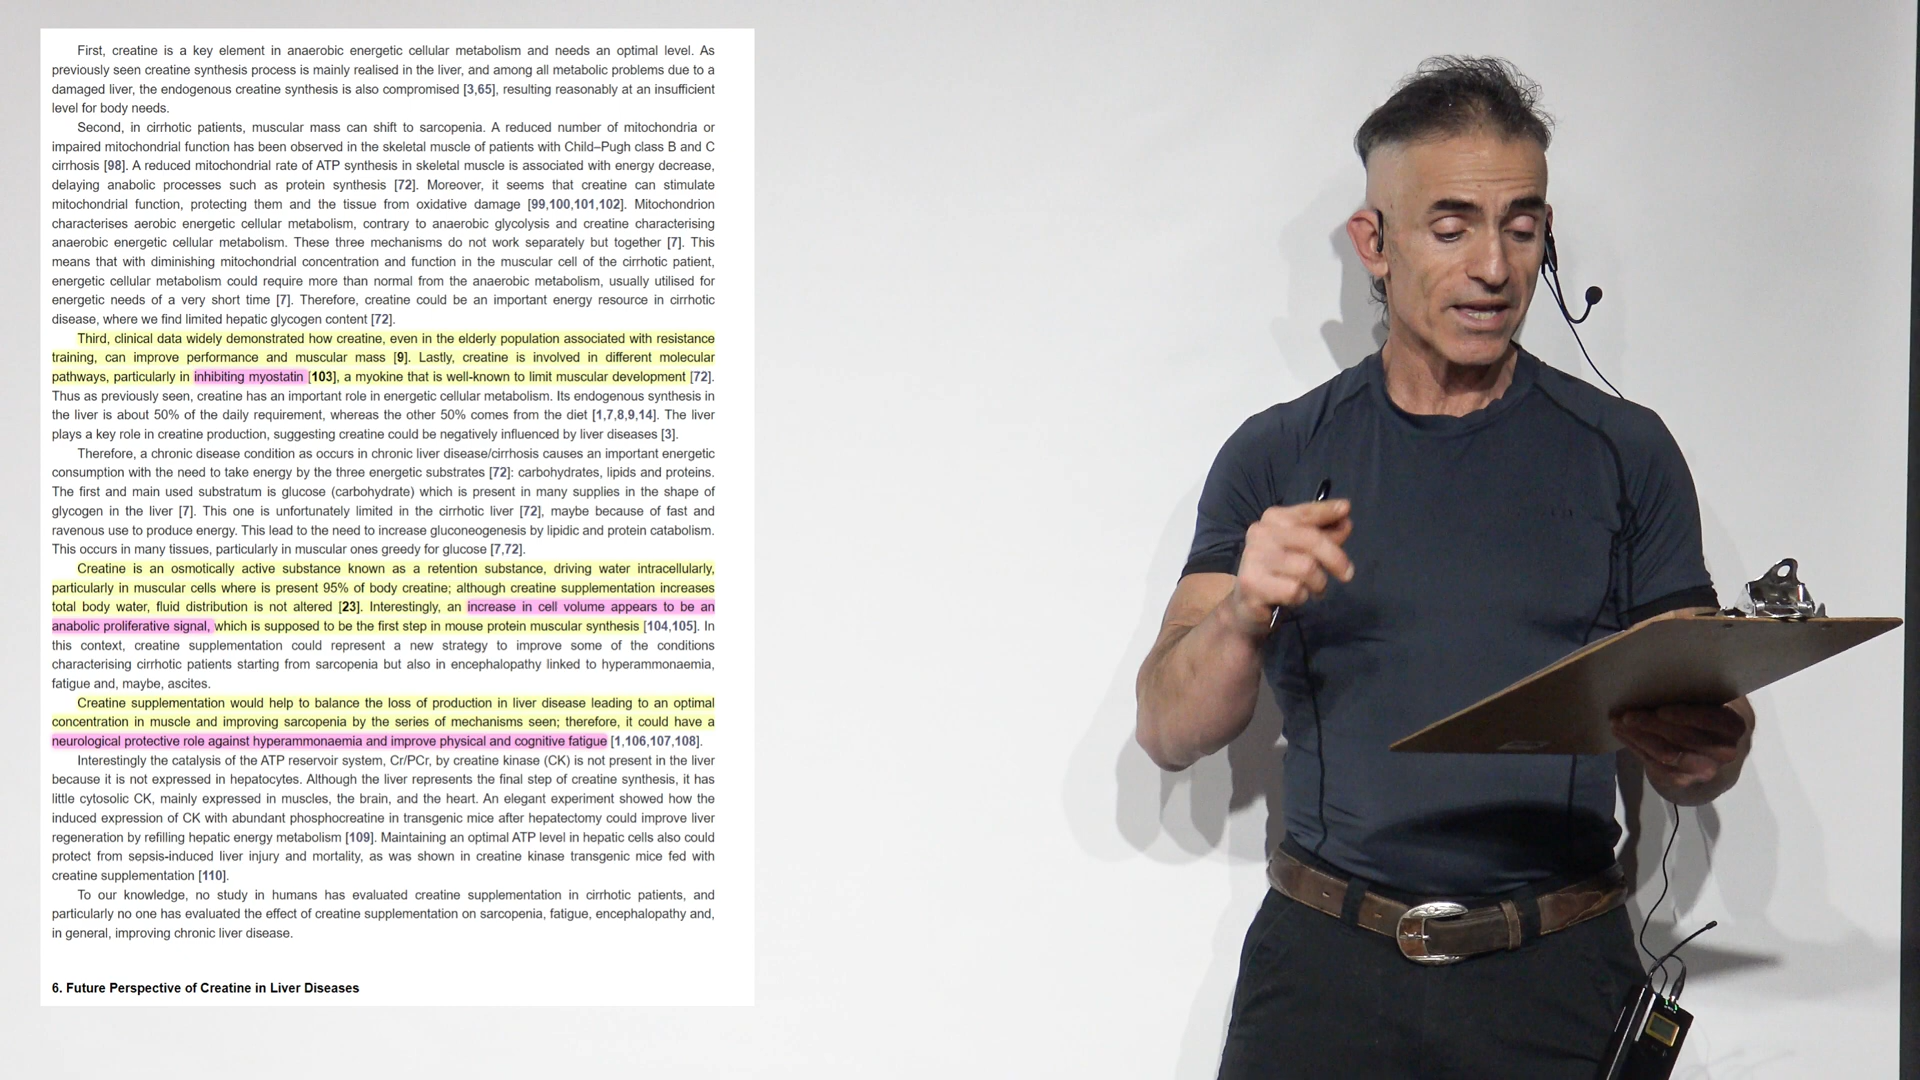 First, creatine is a key element in anaerobic energetic cellular metabolism and needs an optimal level. As
previously seen creatine synthesis process is mainly realised in the liver, and among all metabolic problems due to a
damaged liver, the endogenous creatine synthesis is also compromised [3,65], resulting reasonably at an insufficient
level for body needs.
Second, in cirrhotic patients, muscular mass can shift to sarcopenia. A reduced number of mitochondria or
impaired mitochondrial function has been observed in the skeletal muscle of patients with Child–Pugh class B and C
cirrhosis [98]. A reduced mitochondrial rate of ATP synthesis in skeletal muscle is associated with energy decrease,
delaying anabolic processes such as protein synthesis [72]. Moreover, it seems that creatine can stimulate
mitochondrial function, protecting them and the tissue from oxidative damage [99,100,101,102]. Mitochondrion
characterises aerobic energetic cellular metabolism, contrary to anaerobic glycolysis and creatine characterising
anaerobic energetic cellular metabolism. These three mechanisms do not work separately but together [7]. This
means that with diminishing mitochondrial concentration and function in the muscular cell of the cirrhotic patient,
energetic cellular metabolism could require more than normal from the anaerobic metabolism, usually utilised for
energetic needs of a very short time [7]. Therefore, creatine could be an important energy resource in cirrhotic
disease, where we find limited hepatic glycogen content [72].
Third, clinical data widely demonstrated how creatine, even in the elderly population associated with resistance
training, can improve performance and muscular mass [9]. Lastly, creatine is involved in different molecular
pathways, particularly in inhibiting myostatin [103], a myokine that is well-known to limit muscular development [72].
Thus as previously seen, creatine has an important role in energetic cellular metabolism. Its endogenous synthesis in
the liver is about 50% of the daily requirement, whereas the other 50% comes from the diet [1,7,8,9,14]. The liver
plays a key role in creatine production, suggesting creatine could be negatively influenced by liver diseases [3].
Therefore, a chronic disease condition as occurs in chronic liver disease/cirrhosis causes an important energetic
consumption with the need to take energy by the three energetic substrates [72]: carbohydrates, lipids and proteins.
The first and main used substratum is glucose (carbohydrate) which is present in many supplies in the shape of
glycogen in the liver [7]. This one is unfortunately limited in the cirrhotic liver [72], maybe because of fast and
ravenous use to produce energy. This lead to the need to increase gluconeogenesis by lipidic and protein catabolism.
This occurs in many tissues, particularly in muscular ones greedy for glucose [7,72].
Creatine is an osmotically active substance known as a retention substance, driving water intracellularly,
particularly in muscular cells where is present 95% of body creatine; although creatine supplementation increases
total body water, fluid distribution is not altered [23]. Interestingly, an increase in cell volume appears to be an
anabolic proliferative signal, which is supposed to be the first step in mouse protein muscular synthesis [104,105]. In
this context, creatine supplementation could represent a new strategy to improve some of the conditions
characterising cirrhotic patients starting from sarcopenia but also in encephalopathy linked to hyperammonaemia,
fatigue and, maybe, ascites.
Creatine supplementation would help to balance the loss of production in liver disease leading to an optimal
concentration in muscle and improving sarcopenia by the series of mechanisms seen; therefore, it could have a
neurological protective role against hyperammonaemia and improve physical and cognitive fatigue [1,106,107,108].
Interestingly the catalysis of the ATP reservoir system, Cr/PCr, by creatine kinase (CK) is not present in the liver
because it is not expressed in hepatocytes. Although the liver represents the final step of creatine synthesis, it has
little cytosolic CK, mainly expressed in muscles, the brain, and the heart. An elegant experiment showed how the
induced expression of CK with abundant phosphocreatine in transgenic mice after hepatectomy could improve liver
regeneration by refilling hepatic energy metabolism [109]. Maintaining an optimal ATP level in hepatic cells also could
protect from sepsis-induced liver injury and mortality, as was shown in creatine kinase transgenic mice fed with
creatine supplementation [110].
To our knowledge, no study in humans has evaluated creatine supplementation in cirrhotic patients, and
particularly no one has evaluated the effect of creatine supplementation on sarcopenia, fatigue, encephalopathy and,
in general, improving chronic liver disease.
6. Future Perspective of Creatine in Liver Diseases